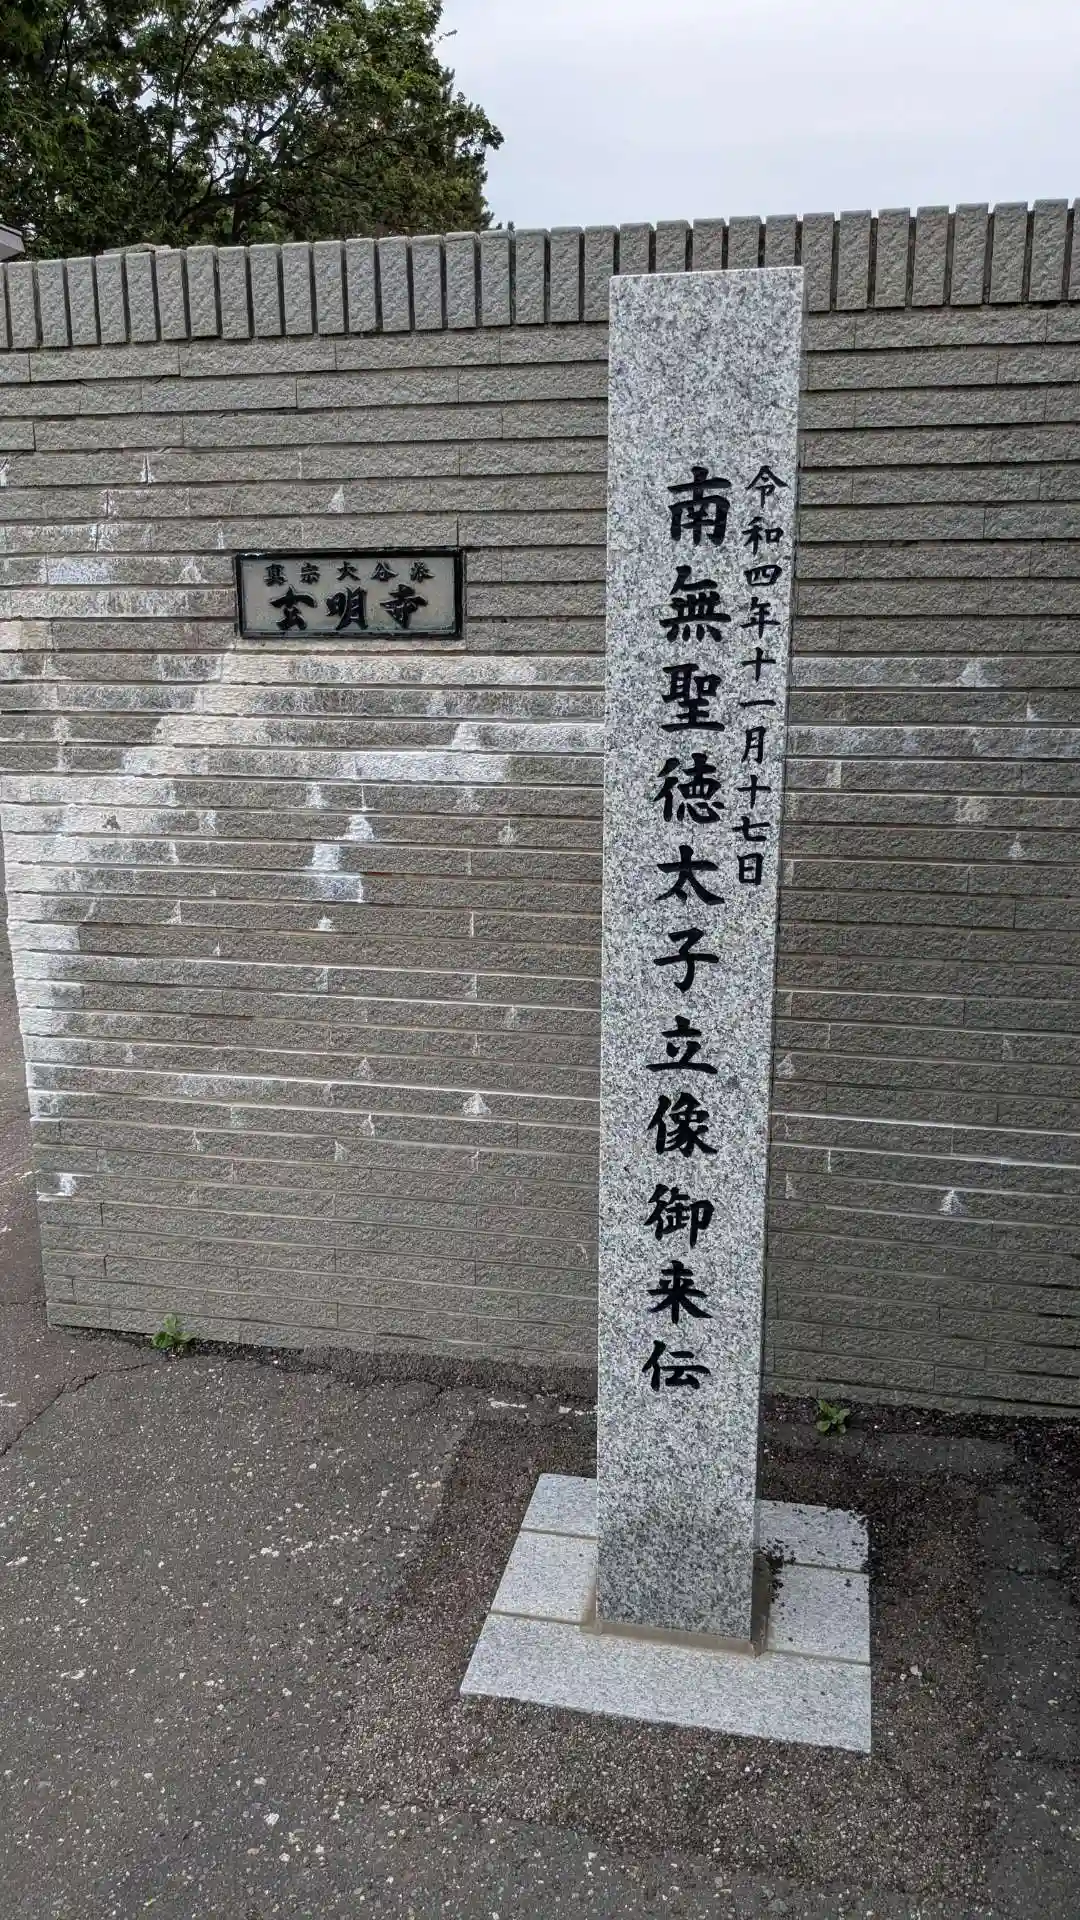 真宗大谷派
玄明寺
令和四年十一月十七日
南無聖徳太子立像御来伝